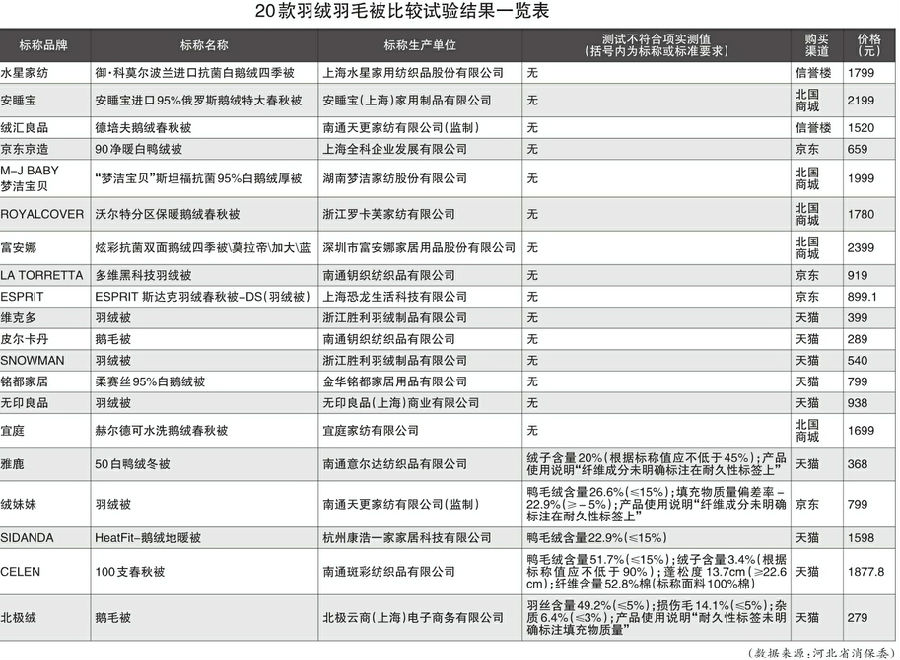 20款羽绒羽毛被比较试验结果一览表
标称品牌 标称名称 标称生产单位 测试不符合项实测值 购买 价格
(括号内为标称或标准要求) 渠道 (元)
水星家纺 御·科莫尔波兰进口抗菌白鹅绒四季被 上海水星家用纺织品股份有限公司 无 信誉楼 1799
安睡宝 安睡宝进口95%俄罗斯鹅绒特大春秋被 安睡宝(上海)家用制品有限公司 无 北国商城 2199
绒汇良品 德培夫鹅绒春秋被 南通天更家纺有限公司(监制) 无 信誉楼 1520
京东京造 90净暖白鸭绒被 上海全科企业发展有限公司 无 京东 659
M-J BABY
梦洁宝贝 “梦洁宝贝”斯坦福抗菌95%白鹅绒厚被 湖南梦洁家纺股份有限公司 无 北国商城 1999
ROYALCOVER 沃尔特分区保暖鹅绒春秋被 浙江罗卡芙家纺有限公司 无 北国商城 1780
富安娜 炫彩抗菌双面鹅绒四季被\莫拉帝\加大\蓝 深圳市富安娜家居用品股份有限公司 无 北国商城 2399
LA TORRETTA 多维黑科技羽绒被 南通钥织纺织品有限公司 无 京东 919
ESPRIT ESPRIT斯达克羽绒春秋被-DS(羽绒被) 上海恐龙生活科技有限公司 无 京东 899.1
维克多 羽绒被 浙江胜利羽绒制品有限公司 无 天猫 399
皮尔卡丹 鹅毛被 南通钥织纺织品有限公司 无 天猫 289
SNOWMAN 羽绒被 浙江胜利羽绒制品有限公司 无 天猫 540
铭都家居 柔赛丝95%白鹅绒被 金华铭都家居用品有限公司 无 天猫 799
无印良品 羽绒被 无印良品(上海)商业有限公司 无 天猫 938
宜庭 赫尔德可水洗鹅绒春秋被 宜庭家纺有限公司 无 北国商城 1699
雅鹿 50白鸭绒冬被 南通意尔达纺织品有限公司 绒子含量20%(根据标称值应不低于45%);产品
使用说明“纤维成分未明确标注在耐久性标签上” 天猫 368
绒妹妹 羽绒被 南通天更家纺有限公司(监制) 鸭毛绒含量26.6%(≤15%);填充物质量偏差率-
22.9%(≥-5%);产品使用说明“纤维成分未明确
标注在耐久性标签上” 京东 799
SIDANDA HeatFit-鹅绒地暖被 杭州康浩一家家居科技有限公司 鸭毛绒含量22.9%(≤15%) 天猫 1598
CELEN 100支春秋被 南通斑彩纺织品有限公司 鸭毛绒含量51.7%(≤15%);绒子含量3.4%(根据
标称值应不低于90%);蓬松度13.7cm(≥22.6
cm);纤维含量52.8%棉(标称面料100%棉) 天猫 1877.8
北极绒 鹅毛被 北极云商(上海)电子商务有限公司 羽丝含量49.2%(≤5%);损伤毛14.1%(≤5%);杂
质6.4%(≤3%);产品使用说明“耐久性标签未明
确标注填充物质量” 天猫 279
(数据来源:河北省消保委)